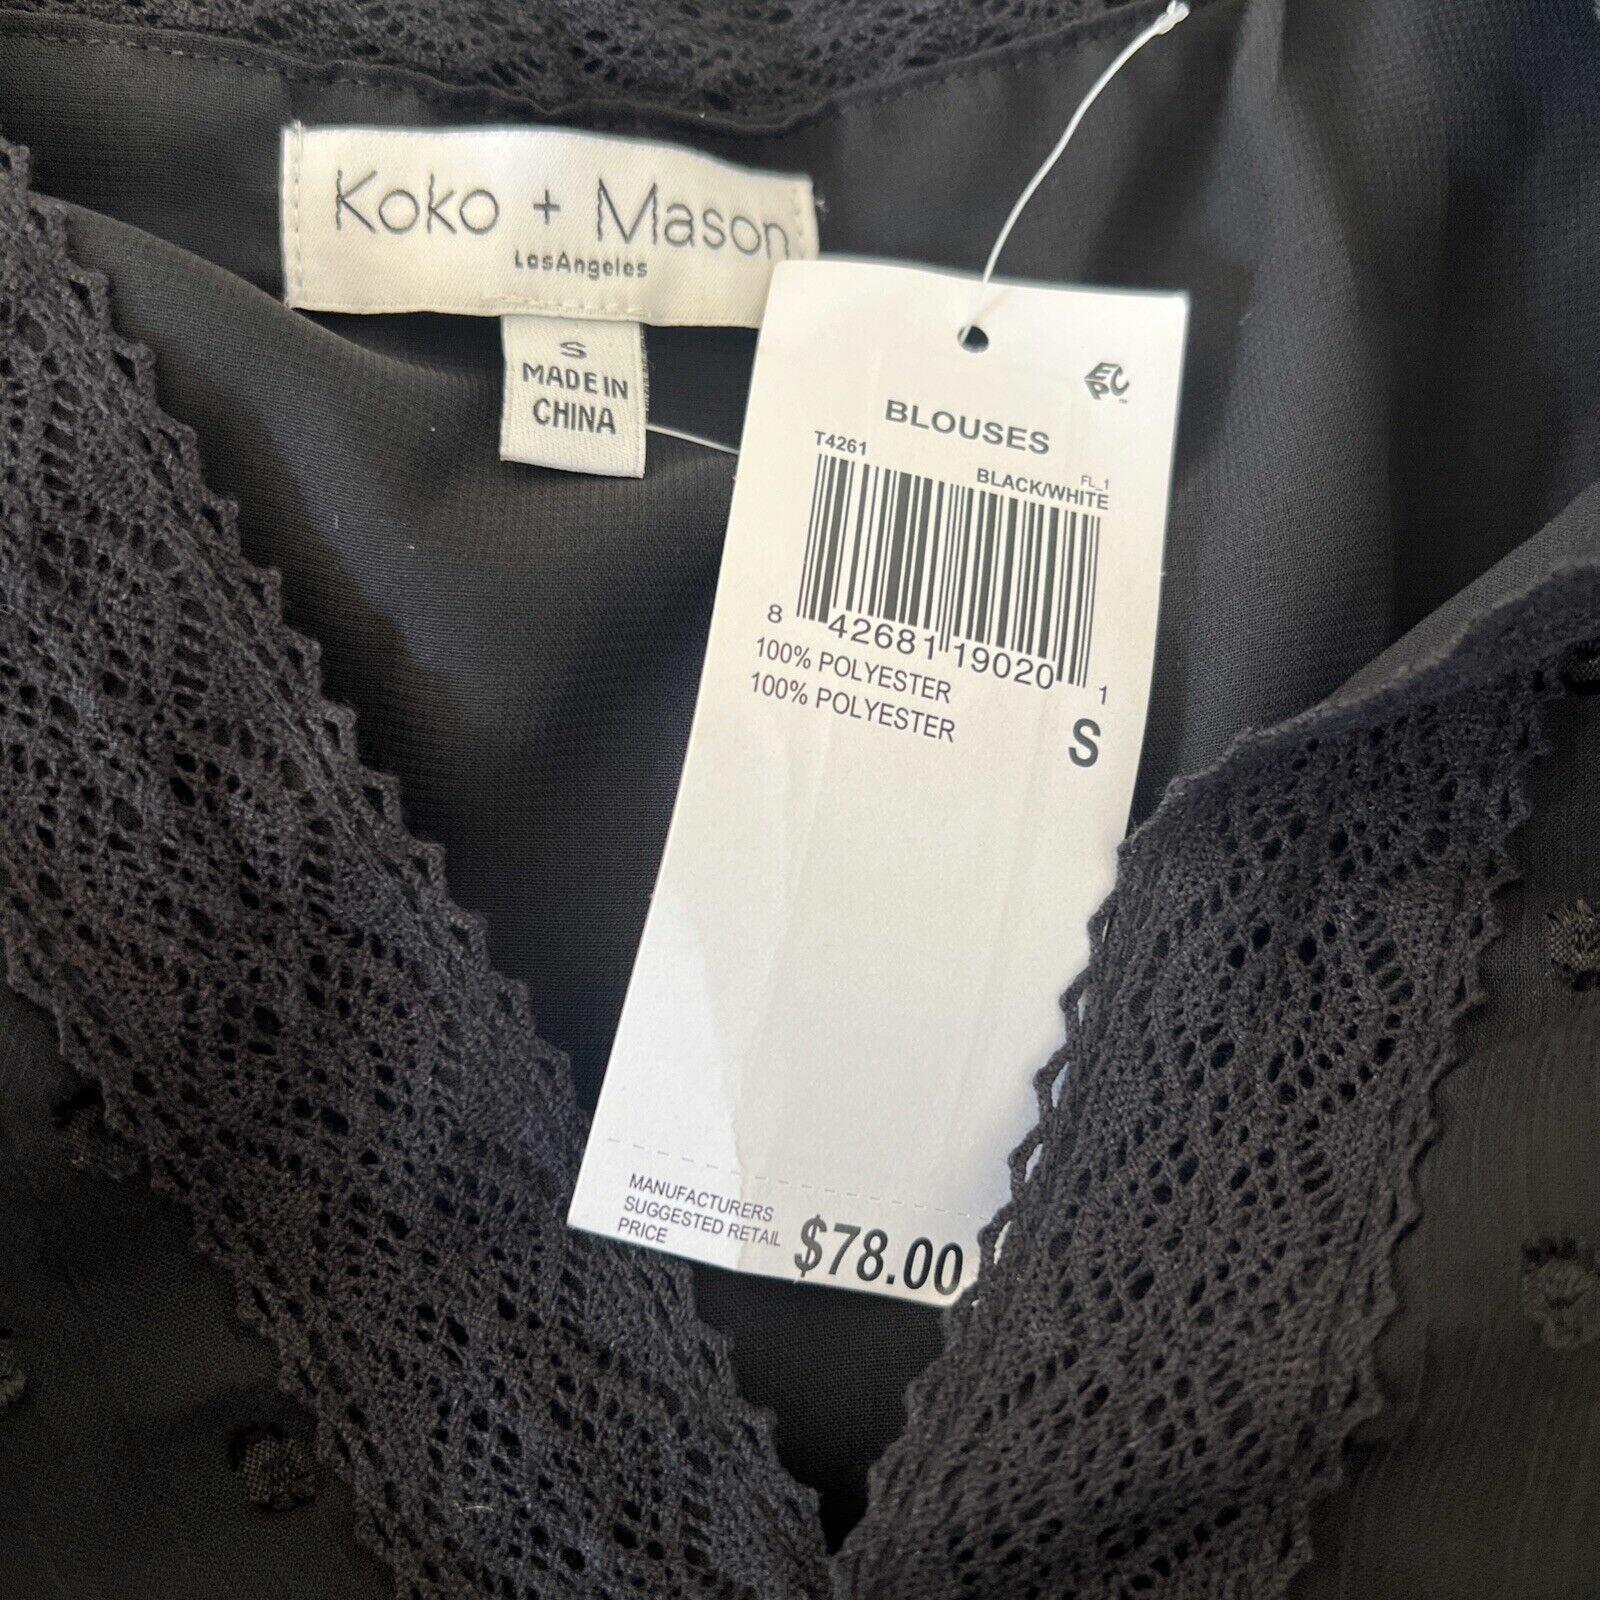 Koko + Mason
LosAngeles
S
MADE IN
CHINA
EPC
BLOUSES
T4261
FL_1
BLACK/WHITE
8 42681 19020 1
100% POLYESTER
100% POLYESTER
S
MANUFACTURERS
SUGGESTED RETAIL
PRICE
$78.00